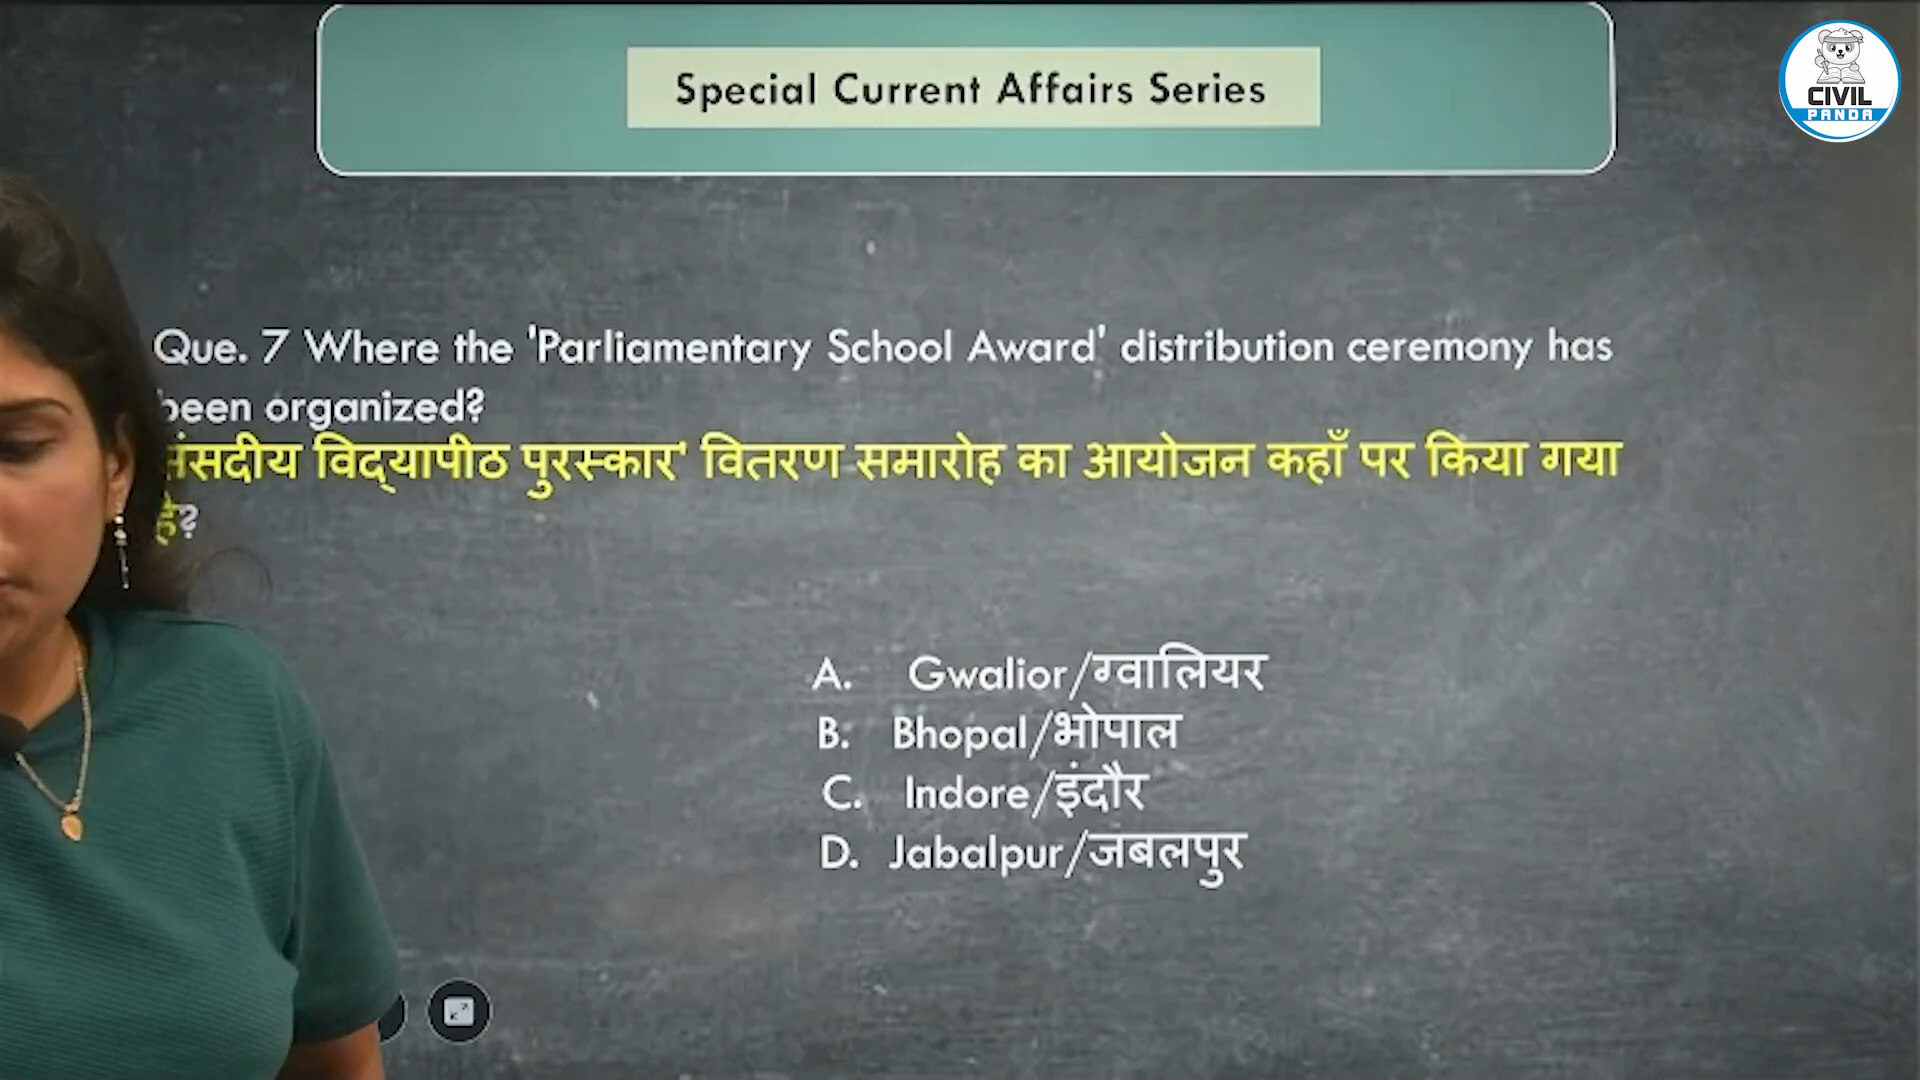 Special Current Affairs Series
CIVIL
PANDA
Que. 7 Where the 'Parliamentary School Award' distribution ceremony has
been organized?
संसदीय विद्यापीठ पुरस्कार' वितरण समारोह का आयोजन कहाँ पर किया गया
है?
A. Gwalior/ग्वालियर
B. Bhopal/भोपाल
C. Indore/इंदौर
D. Jabalpur/जबलपुर